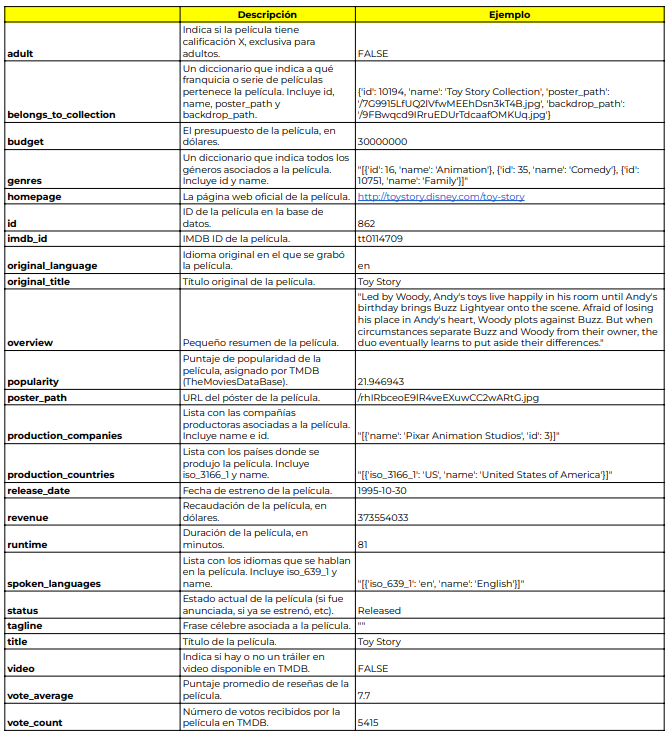 Descripción Ejemplo
Indica si la película tiene
calificación X, exclusiva para
adult adultos. FALSE
Un diccionario que indica a qué
franquicia o serie de películas
pertenece la película. Incluye id, {'id': 10194, 'name': 'Toy Story Collection', 'poster_path':
name, poster_path y '/7G9915LfUQ2lVfwMEEhDsn3kT4B.jpg', 'backdrop_path':
belongs_to_collection backdrop_path. '/9FBwqcd9IRruEDUrTdcaafOMKUq.jpg'}
El presupuesto de la película, en
budget dólares. 30000000
Un diccionario que indica todos los
géneros asociados a la película. "[{'id': 16, 'name': 'Animation'}, {'id': 35, 'name': 'Comedy'}, {'id':
genres Incluye id y name. 10751, 'name': 'Family'}]"
homepage La página web oficial de la película. http://toystory.disney.com/toy-story
ID de la película en la base de
id datos. 862
imdb_id IMDB ID de la película. tt0114709
Idioma original en el que se grabó
original_language la película. en
original_title Título original de la película. Toy Story
"Led by Woody, Andy's toys live happily in his room until Andy's
birthday brings Buzz Lightyear onto the scene. Afraid of losing
his place in Andy's heart, Woody plots against Buzz. But when
circumstances separate Buzz and Woody from their owner, the
overview Pequeño resumen de la película. duo eventually learns to put aside their differences."
Puntaje de popularidad de la
película, asignado por TMDB
popularity (TheMoviesDataBase). 21.946943
poster_path URL del póster de la película. /rhIRbceoE9lR4veEXuwCC2wARtG.jpg
Lista con las compañías
productoras asociadas a la película.
production_companies Incluye name e id. "[{'name': 'Pixar Animation Studios', 'id': 3}]"
Lista con los países donde se
produjo la película. Incluye
production_countries iso_3166_1 y name. "[{'iso_3166_1': 'US', 'name': 'United States of America'}]"
release_date Fecha de estreno de la película. 1995-10-30
Recaudación de la película, en
revenue dólares. 373554033
Duración de la película, en
runtime minutos. 81
Lista con los idiomas que se hablan
en la película. Incluye iso_639_1 y
spoken_languages name. "[{'iso_639_1': 'en', 'name': 'English'}]"
Estado actual de la película (si fue
status anunciada, si ya se estrenó, etc). Released
tagline Frase célebre asociada a la película. ""
title Título de la película. Toy Story
Indica si hay o no un tráiler en
video video disponible en TMDB. FALSE
Puntaje promedio de reseñas de la
vote_average película. 7.7
Número de votos recibidos por la
vote_count película en TMDB. 5415